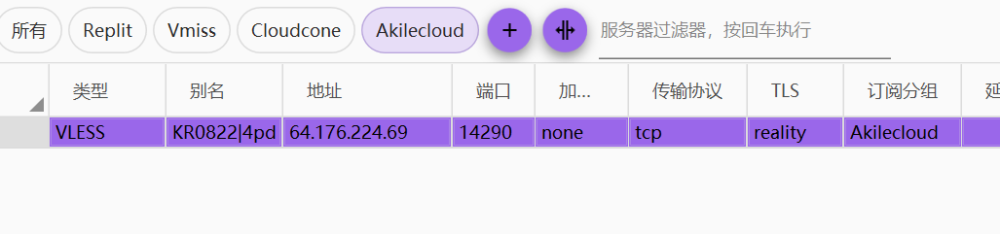 所有 Replit Vmiss Cloudcone Akilecloud + 服务器过滤器，按回车执行
类型 别名 地址 端口 加... 传输协议 TLS 订阅分组
VLESS KR0822|4pd 64.176.224.69 14290 none tcp reality Akilecloud